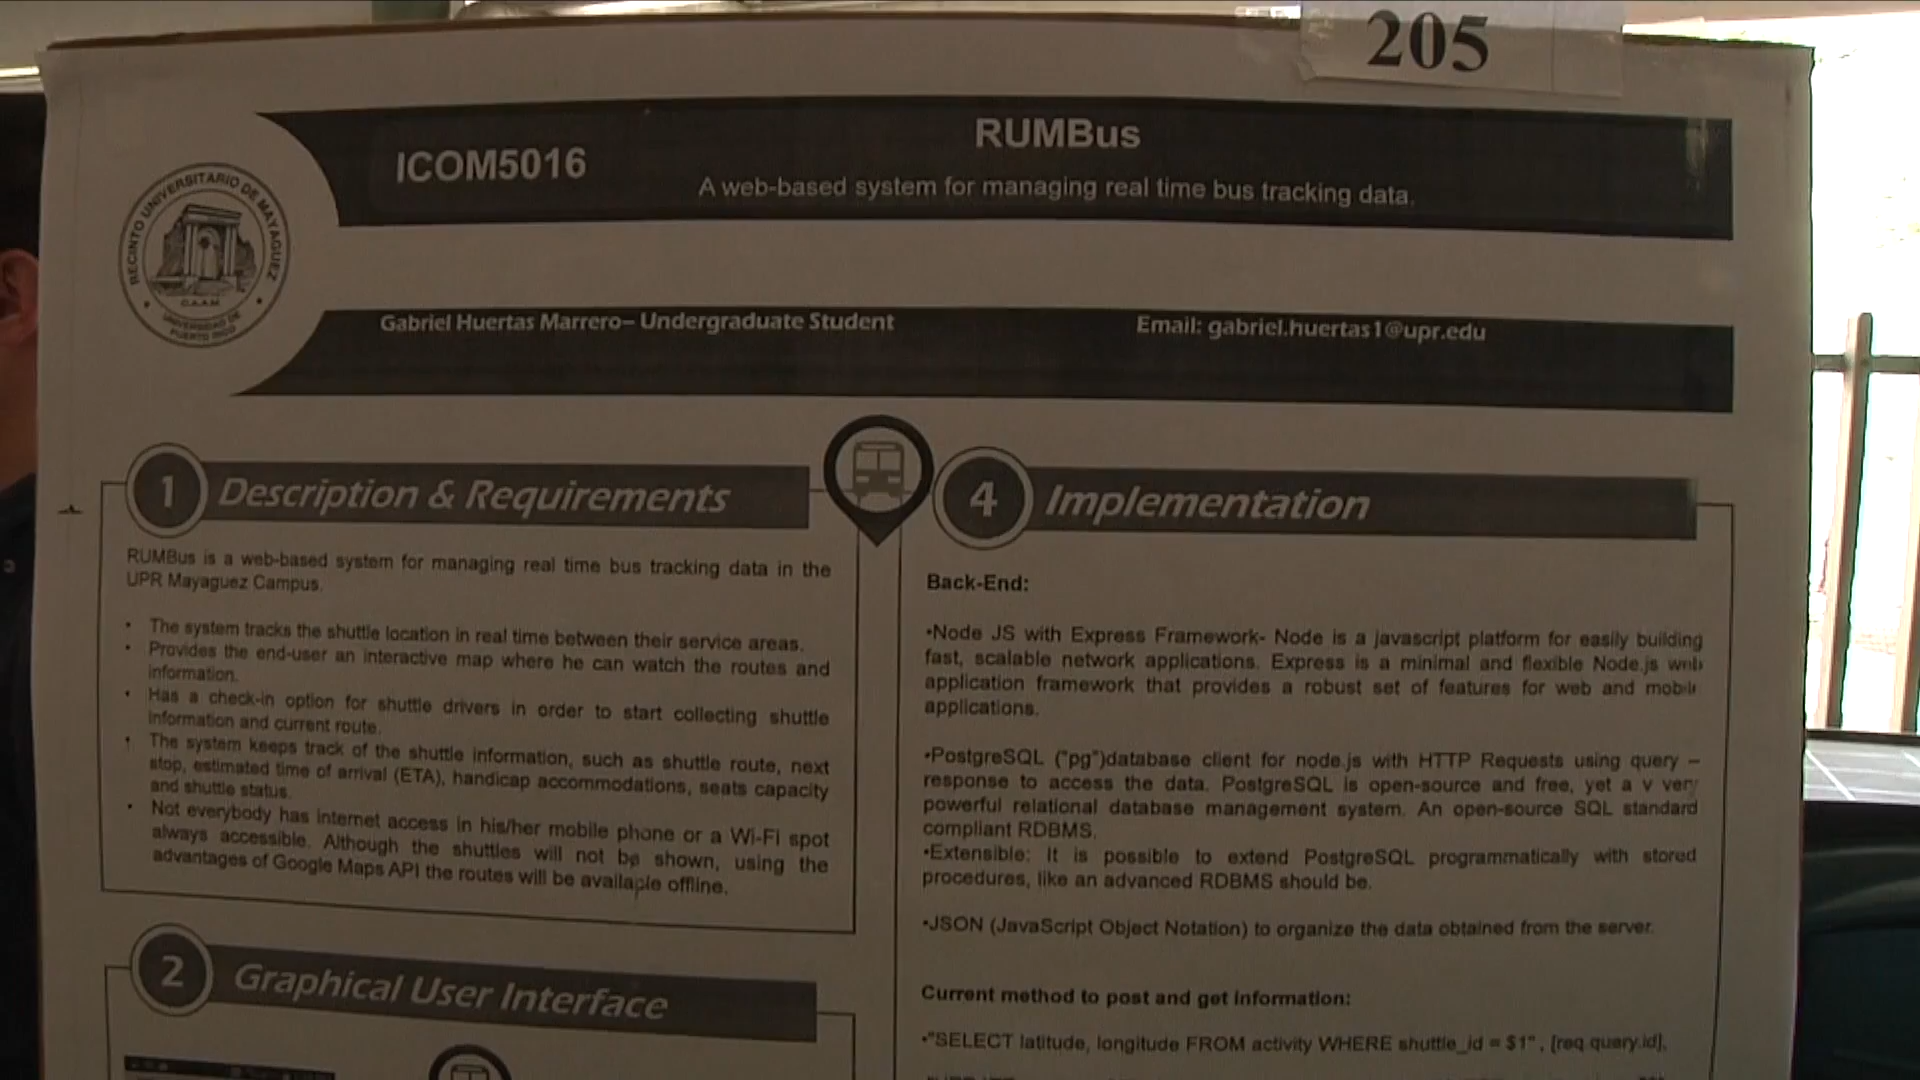 205
RUMBus
ICOM5016
A web-based system for managing real time bus tracking data.
RECINTO UNIVERSITARIO DE MAYAGUEZ
C.A.A.M.
UNIVERSIDAD DE
PUERTO RICO
Gabriel Huertas Marrero– Undergraduate Student
Email: gabriel.huertas1@upr.edu
1 Description & Requirements
RUMBus is a web-based system for managing real time bus tracking data in the
UPR Mayaguez Campus.
• The system tracks the shuttle location in real time between their service areas.
• Provides the end-user an interactive map where he can watch the routes and
information.
• Has a check-in option for shuttle drivers in order to start collecting shuttle
information and current route.
• The system keeps track of the shuttle information, such as shuttle route, next
stop, estimated time of arrival (ETA), handicap accommodations, seats capacity
and shuttle status.
• Not everybody has internet access in his/her mobile phone or a Wi-Fi spot
always accessible. Although the shuttles will not be shown, using the
advantages of Google Maps API the routes will be available offline.
2 Graphical User Interface
4 Implementation
Back-End:
•Node JS with Express Framework- Node is a javascript platform for easily building
fast, scalable network applications. Express is a minimal and flexible Node.js web
application framework that provides a robust set of features for web and mobile
applications.
•PostgreSQL ("pg")database client for node.js with HTTP Requests using query –
response to access the data. PostgreSQL is open-source and free, yet a v very
powerful relational database management system. An open-source SQL standard
compliant RDBMS.
•Extensible: It is possible to extend PostgreSQL programmatically with stored
procedures, like an advanced RDBMS should be.
•JSON (JavaScript Object Notation) to organize the data obtained from the server.
Current method to post and get information:
•"SELECT latitude, longitude FROM activity WHERE shuttle_id = $1", [req.query.id],